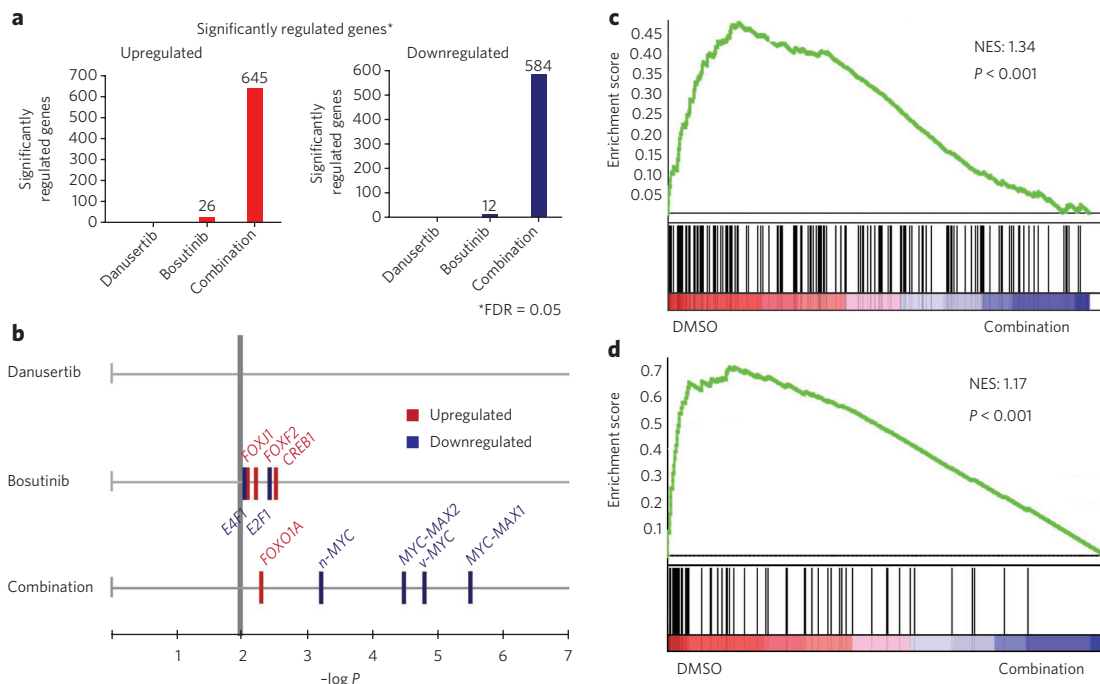 a
Significantly regulated genes*
Upregulated
Significantly
regulated genes
700
600
500
400
300
200
100
0
26
645
Danusertib
Bosutinib
Combination
Downregulated
Significantly
regulated genes
600
500
400
300
200
100
0
12
584
Danusertib
Bosutinib
Combination
*FDR = 0.05
b
Danusertib
Upregulated
Downregulated
Bosutinib
FOXJ1
FOXF2
CREB1
E4F1
E2F1
Combination
FOXO1A
n-MYC
MYC-MAX2
v-MYC
MYC-MAX1
1 2 3 4 5 6 7
–log P
c
Enrichment score
0.45
0.40
0.35
0.30
0.25
0.20
0.15
0.10
0.05
NES: 1.34
P < 0.001
DMSO Combination
d
Enrichment score
0.7
0.6
0.5
0.4
0.3
0.2
0.1
NES: 1.17
P < 0.001
DMSO Combination